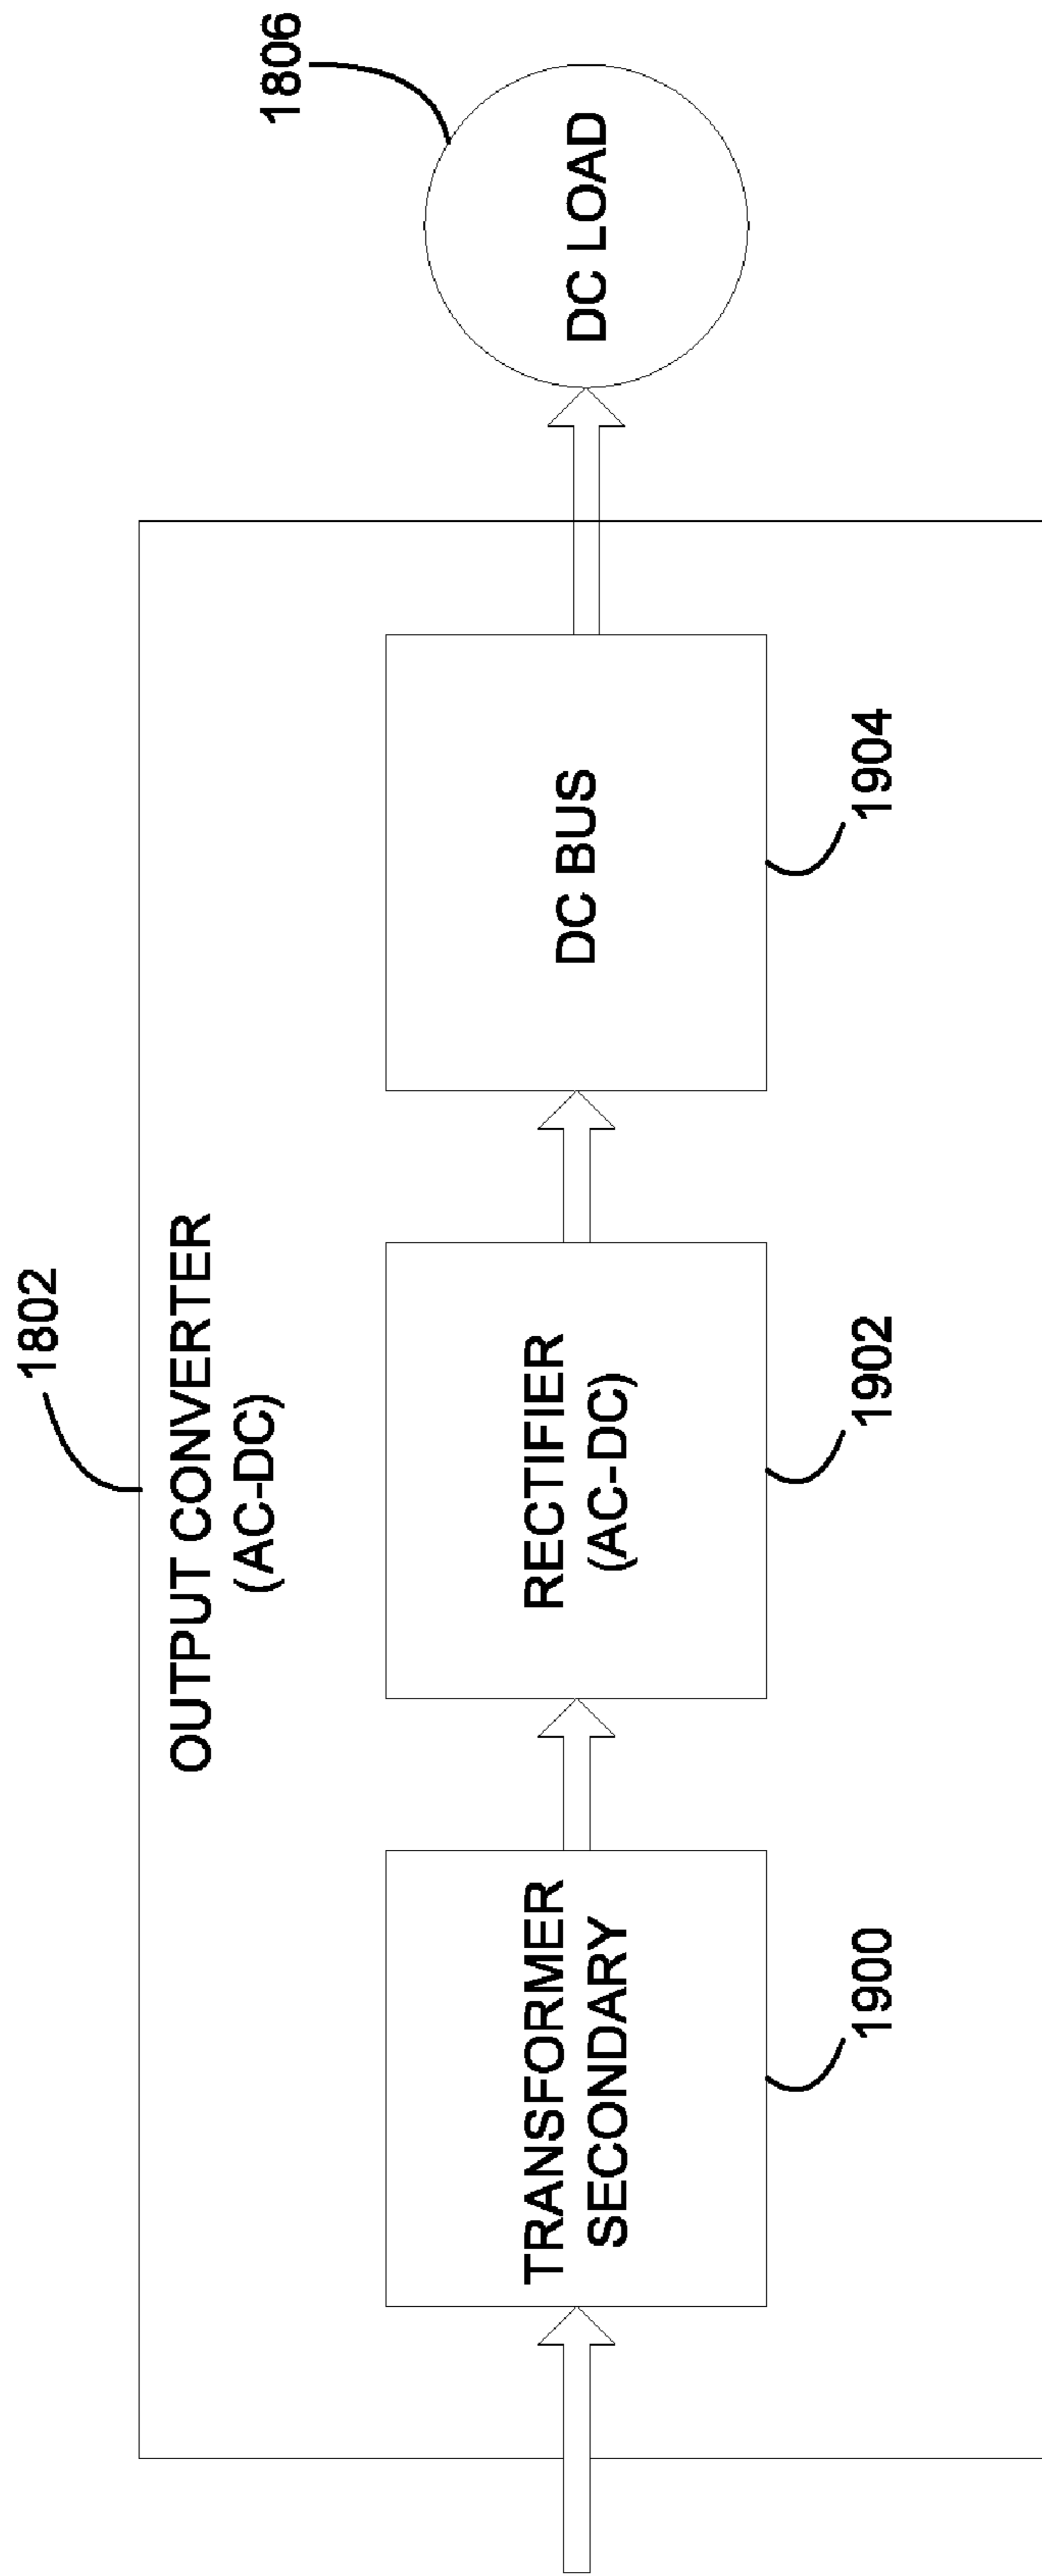 1802
OUTPUT CONVERTER
(AC-DC)
TRANSFORMER
SECONDARY
1900
RECTIFIER
(AC-DC)
1902
DC BUS
1904
DC LOAD
1806